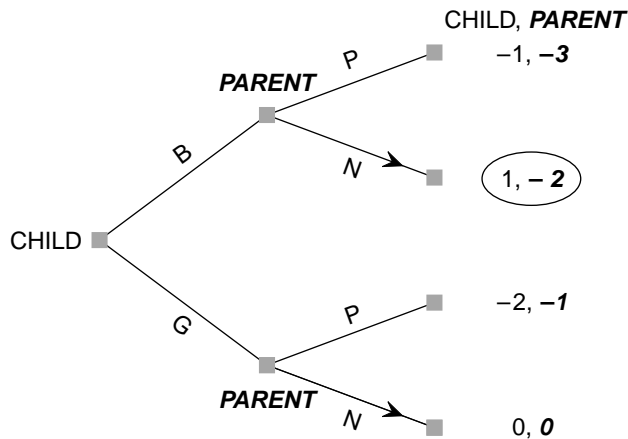 CHILD, PARENT
P
–1, –3
PARENT
B
N
1, – 2
CHILD
G
P
–2, –1
PARENT
N
0, 0